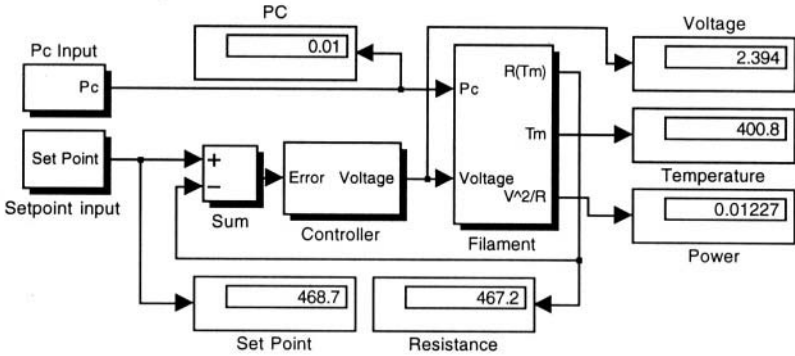 PC
0.01
Voltage
2.394
Pc Input
Pc
Pc
R(Tm)
Set Point
Setpoint input
+
−
Sum
Error Voltage
Controller
Voltage
Tm
V^2/R
Filament
400.8
Temperature
0.01227
Power
468.7
Set Point
467.2
Resistance